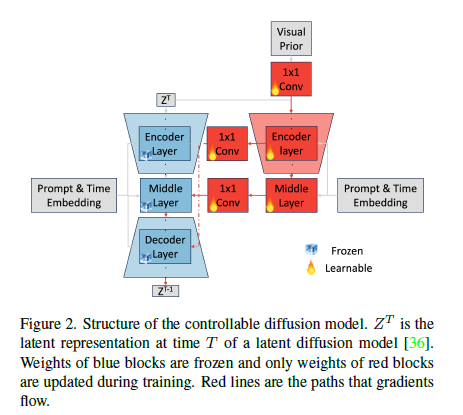 Visual
Prior
1x1
Conv
Z^T
Encoder
Layer
1x1
Conv
Encoder
layer
Prompt & Time
Embedding
Middle
Layer
1x1
Conv
Middle
Layer
Prompt & Time
Embedding
Decoder
Layer
Frozen
Learnable
Z^T-1
Figure 2. Structure of the controllable diffusion model. Z^T is the
latent representation at time T of a latent diffusion model [36].
Weights of blue blocks are frozen and only weights of red blocks
are updated during training. Red lines are the paths that gradients
flow.